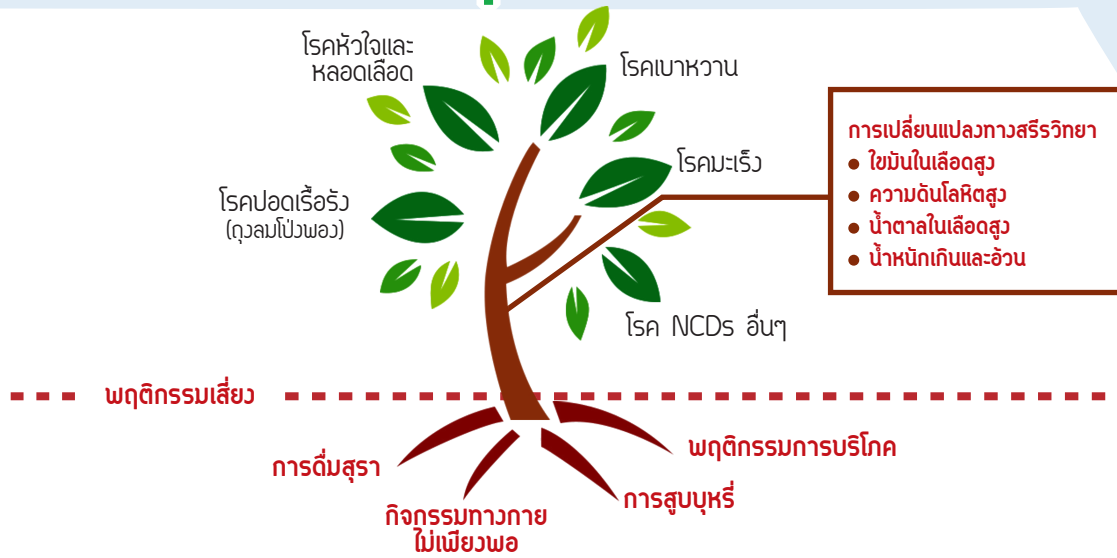 โรคหัวใจและ
หลอดเลือด
โรคเบาหวาน
โรคมะเร็ง
โรคปอดเรื้อรัง
(ถุงลมโป่งพอง)
โรค NCDs อื่นๆ
การเปลี่ยนแปลงทางสรีรวิทยา
● ไขมันในเลือดสูง
● ความดันโลหิตสูง
● น้ำตาลในเลือดสูง
● น้ำหนักเกินและอ้วน
พฤติกรรมเสี่ยง
การดื่มสุรา
กิจกรรมทางกาย
ไม่เพียงพอ
การสูบบุหรี่
พฤติกรรมการบริโภค